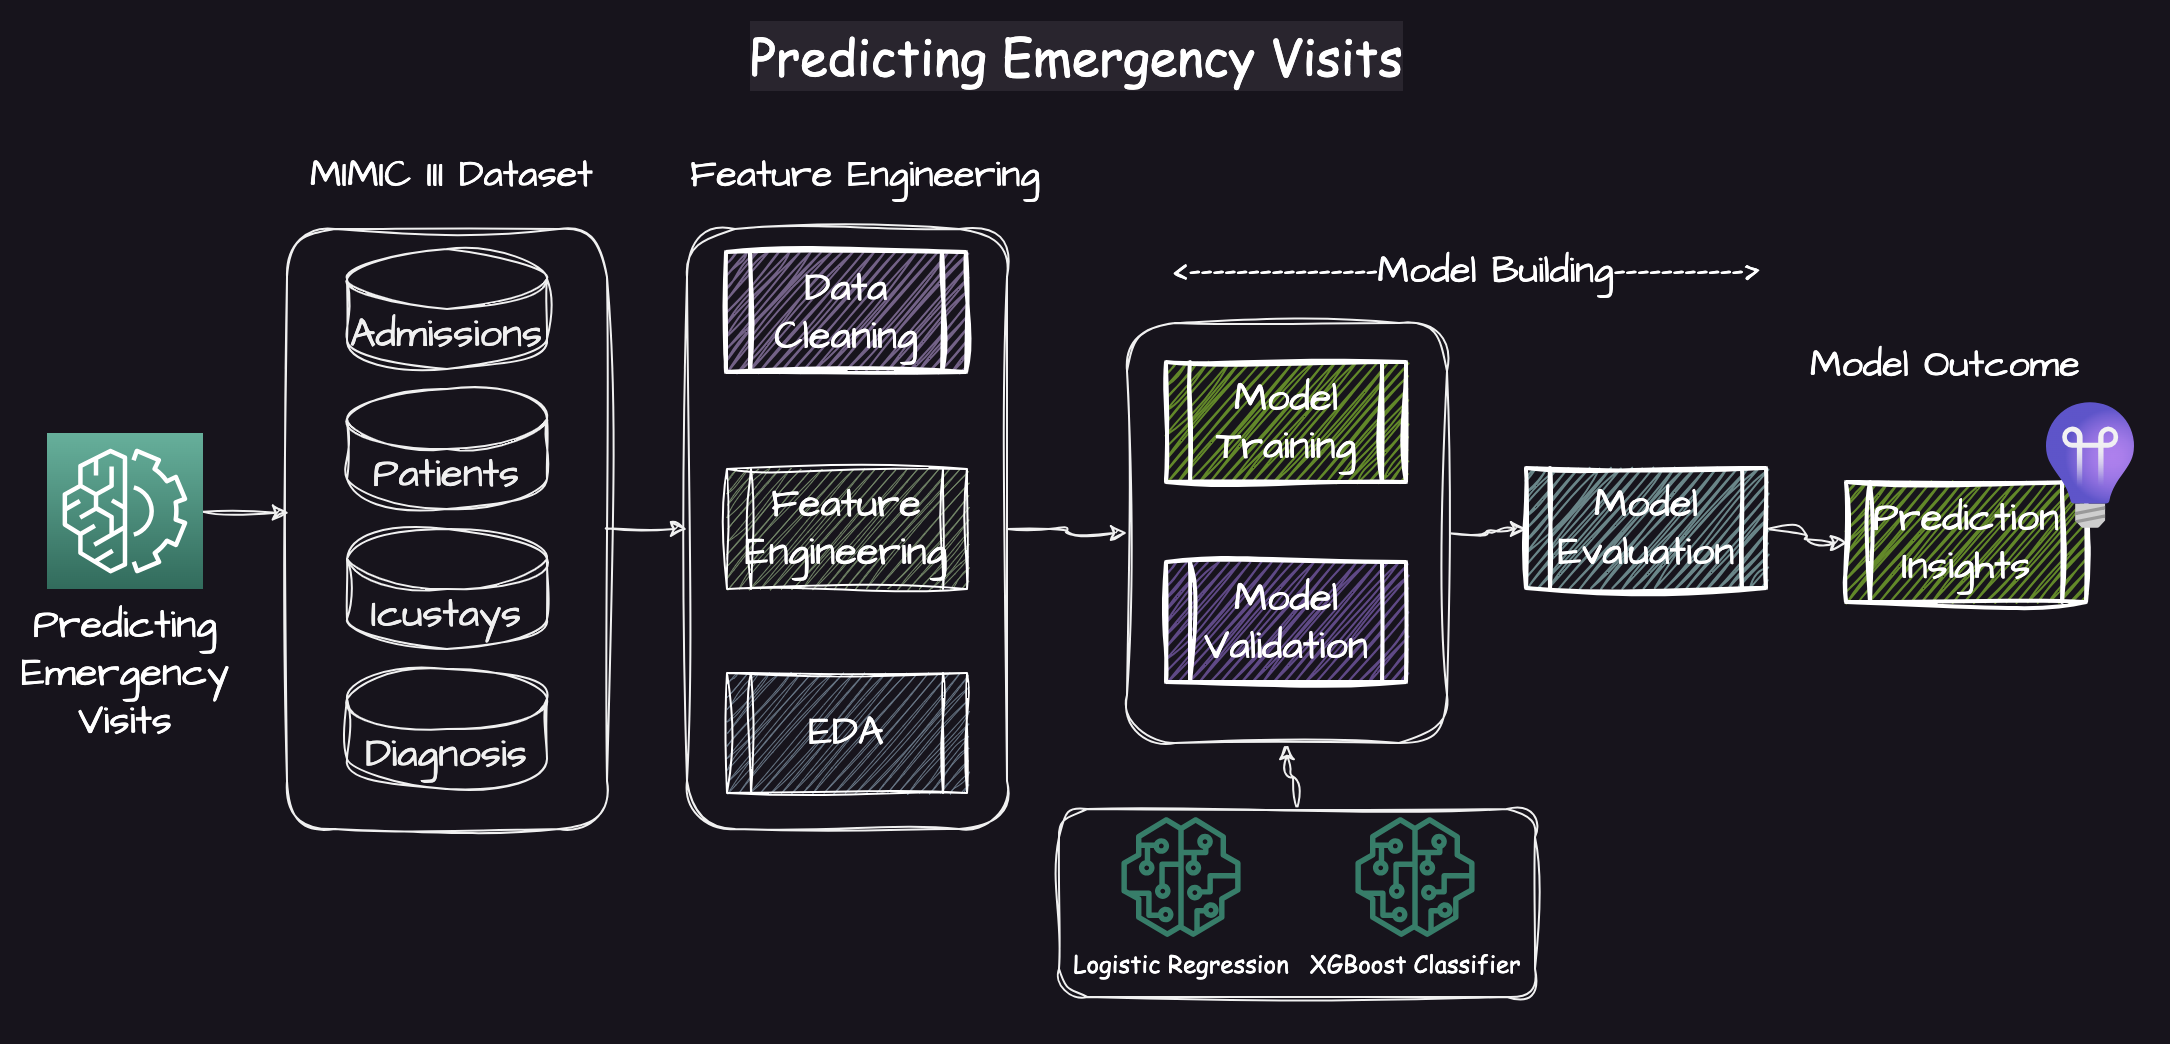 Predicting Emergency Visits
MIMIC III Dataset
Feature Engineering
Admissions
Patients
Icustays
Diagnosis
Predicting
Emergency
Visits
Data
Cleaning
Feature
Engineering
EDA
<----------------Model Building----------->
Model
Training
Model
Validation
Logistic Regression
XGBoost Classifier
Model
Evaluation
Model Outcome
Prediction
Insights